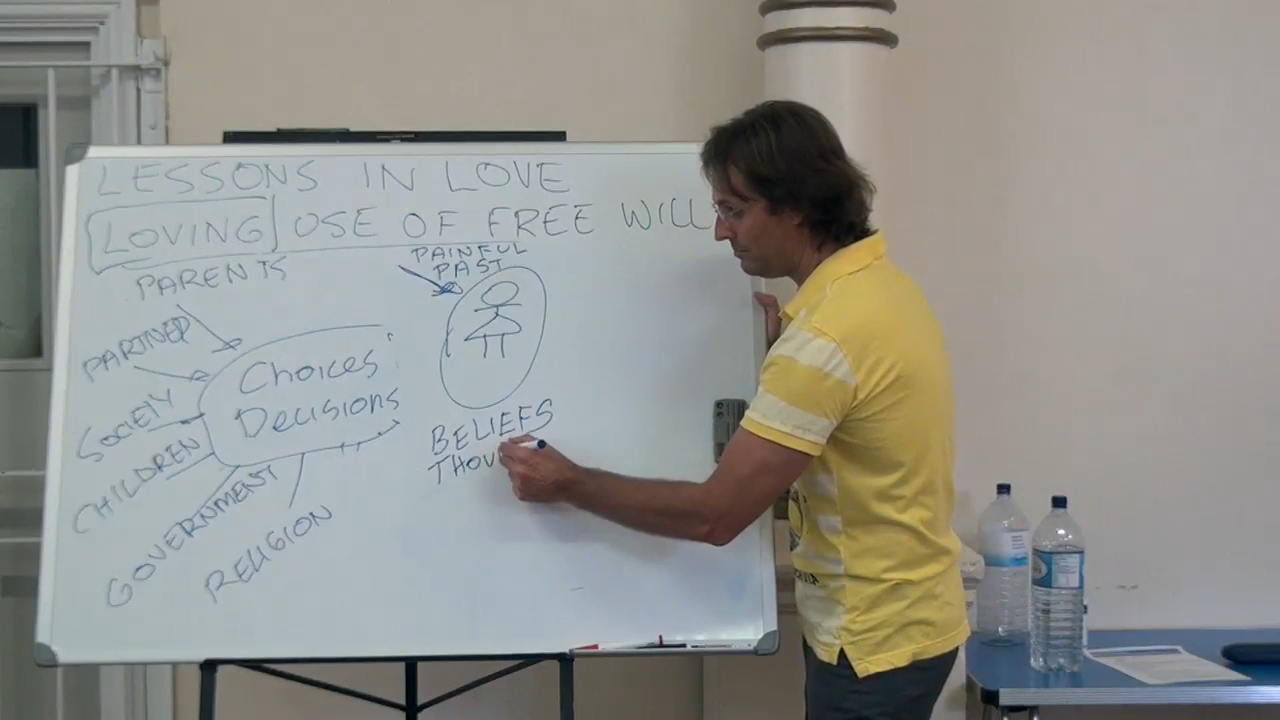 LESSONS IN LOVE
LOVING USE OF FREE WILL
PARENTS
PAINFUL
PAST
PARTNER
SOCIETY
CHILDREN
GOVERNMENT
RELIGION
Choices
Decisions
BELIEFS
THOU